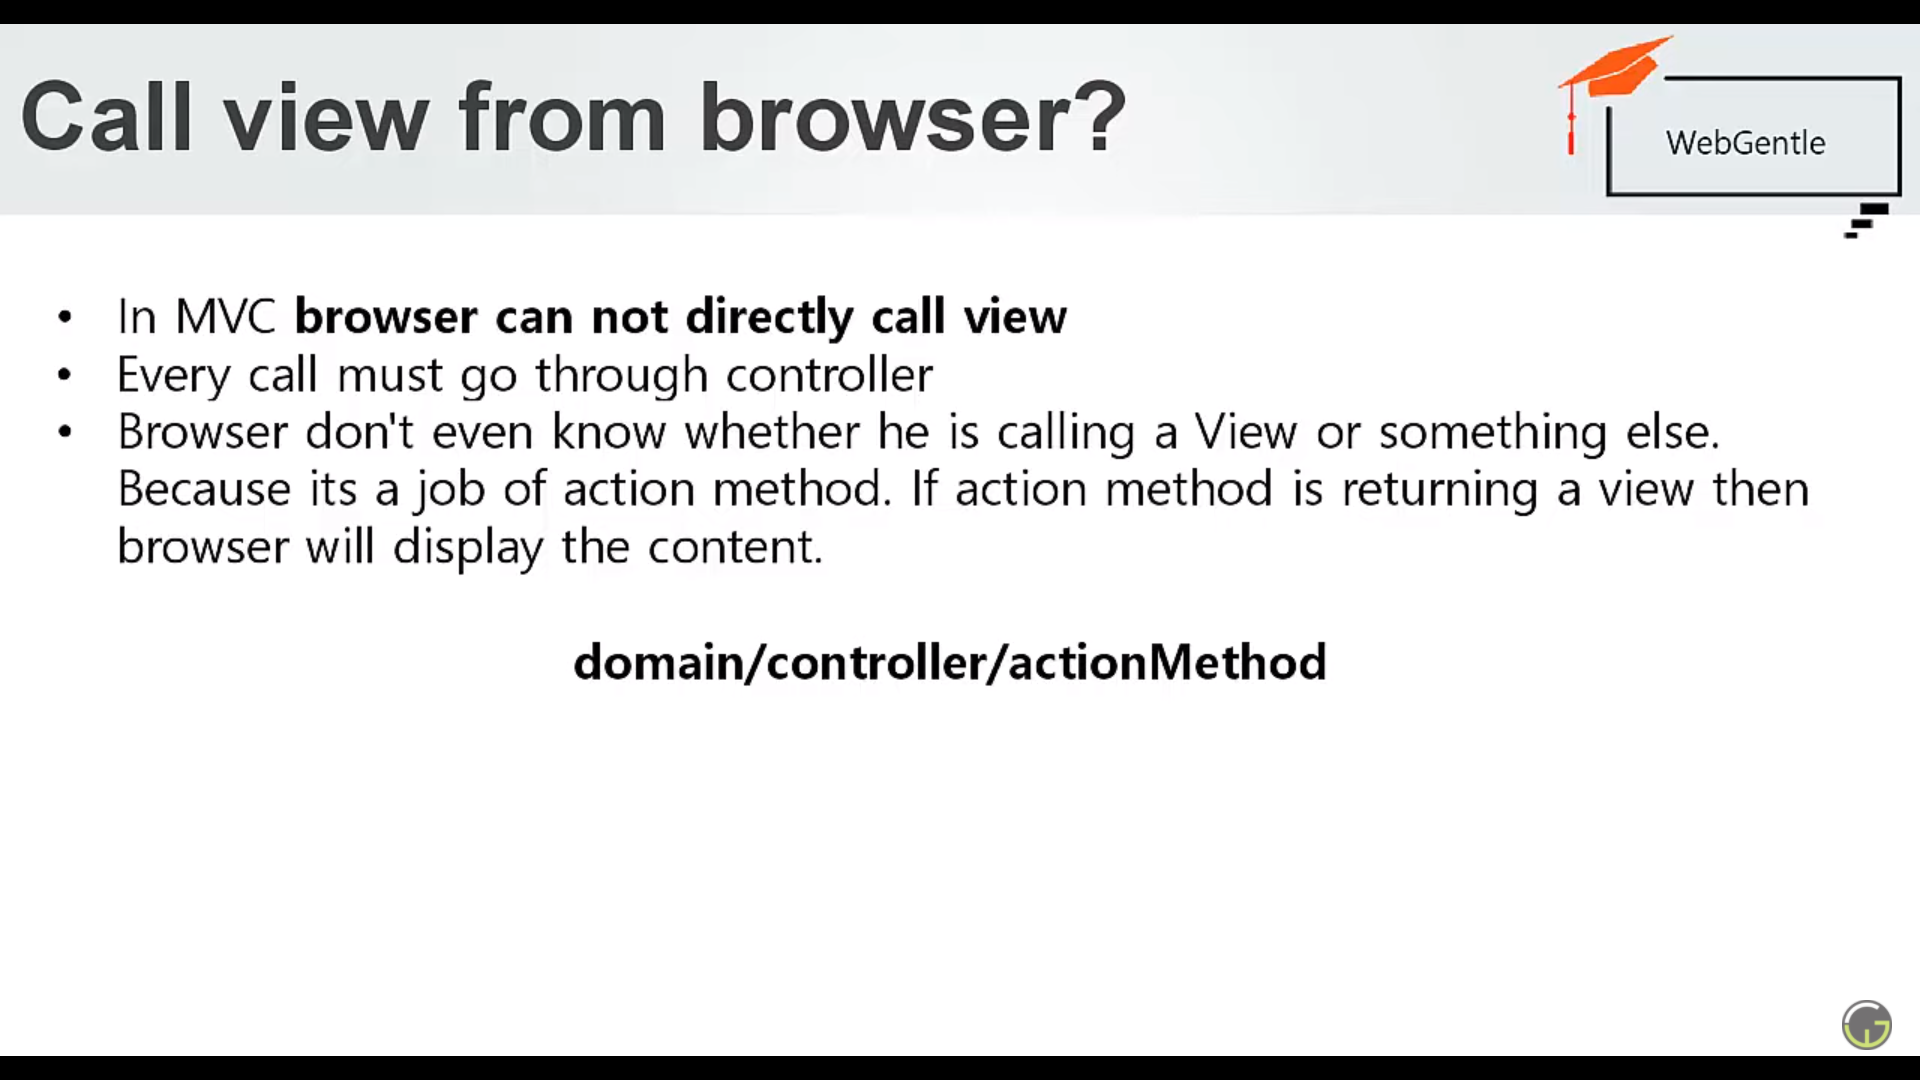 Call view from browser?
WebGentle
• In MVC browser can not directly call view
• Every call must go through controller
• Browser don't even know whether he is calling a View or something else.
Because its a job of action method. If action method is returning a view then
browser will display the content.
domain/controller/actionMethod